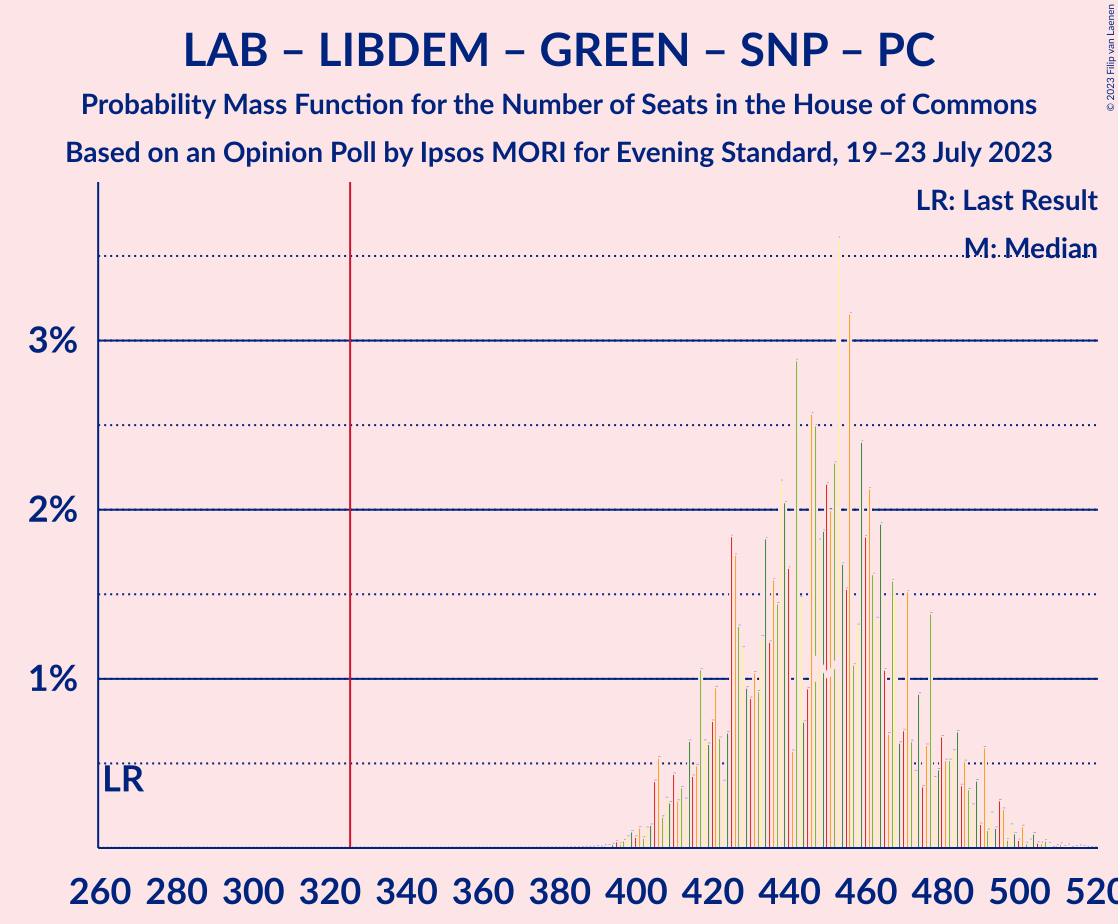 LAB – LIBDEM – GREEN – SNP – PC
Probability Mass Function for the Number of Seats in the House of Commons
Based on an Opinion Poll by Ipsos MORI for Evening Standard, 19–23 July 2023
© 2023 Filip van Laenen
LR: Last Result
M: Median
3%
2%
1%
M
LR
260 280 300 320 340 360 380 400 420 440 460 480 500 520